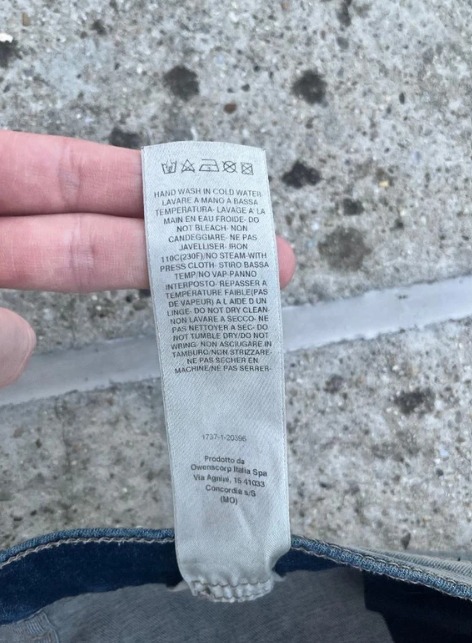 HAND WASH IN COLD WATER-
LAVARE A MANO A BASSA
TEMPERATURA- LAVAGE A LA
MAIN EN EAU FROIDE- DO
NOT BLEACH- NON
CANDEGGIARE- NE PAS
JAVELLISER- IRON
110C(230F)/NO STEAM-WITH
PRESS CLOTH- STIRO BASSA
TEMP/NO VAP-PANNO
INTERPOSTO- REPASSER A
TEMPERATURE FAIBLE(PAS
DE VAPEUR) A L AIDE D UN
LINGE- DO NOT DRY CLEAN-
NON LAVARE A SECCO- NE
PAS NETTOYER A SEC- DO
NOT TUMBLE DRY/DO NOT
WRING- NON ASCIUGARE IN
TAMBURO/NON STRIZZARE-
NE PAS SECHER EN
MACHINE/NE PAS SERRER-
1737-1-20396
Prodotto da
Owenscorp Italia Spa
Via Agnini, 15 41033
Concordia s/S
(MO)